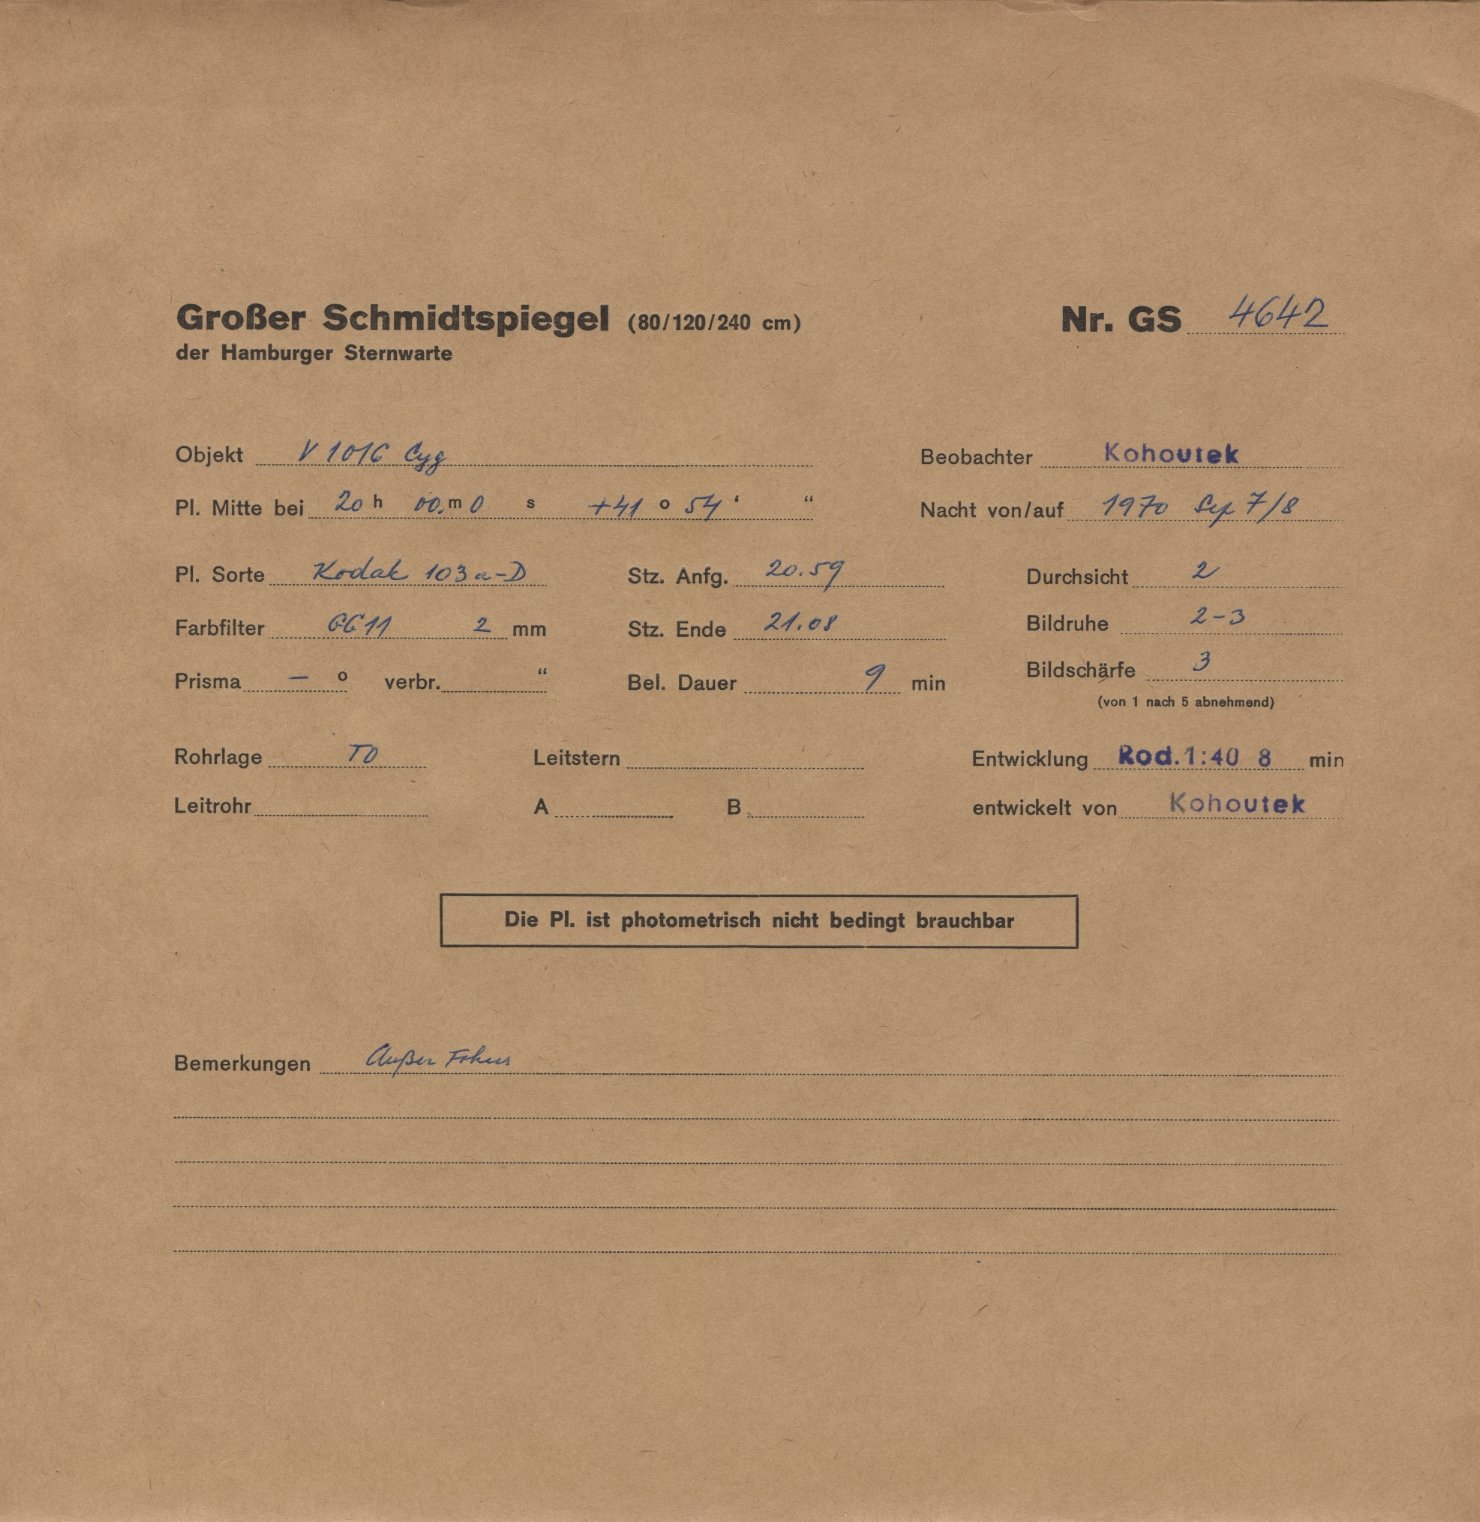 Großer Schmidtspiegel (80/120/240 cm) Nr. GS 4642
der Hamburger Sternwarte
Objekt V 1016 Cyg Beobachter Kohoutek
Pl. Mitte bei 20 h 00. m 0 s +41 o 54 ‘ “ Nacht von/auf 1970 Sep 7/8
Pl. Sorte Kodak 103a-D Stz. Anfg. 20.59 Durchsicht 2
Farbfilter GG11 2 mm Stz. Ende 21.08 Bildruhe 2-3
Prisma – o verbr. “ Bel. Dauer 9 min Bildschärfe 3
(von 1 nach 5 abnehmend)
Rohrlage TO Leitstern Entwicklung Rod.1:40 8 min
Leitrohr A B entwickelt von Kohoutek
Die Pl. ist photometrisch nicht bedingt brauchbar
Bemerkungen Außer Fokus